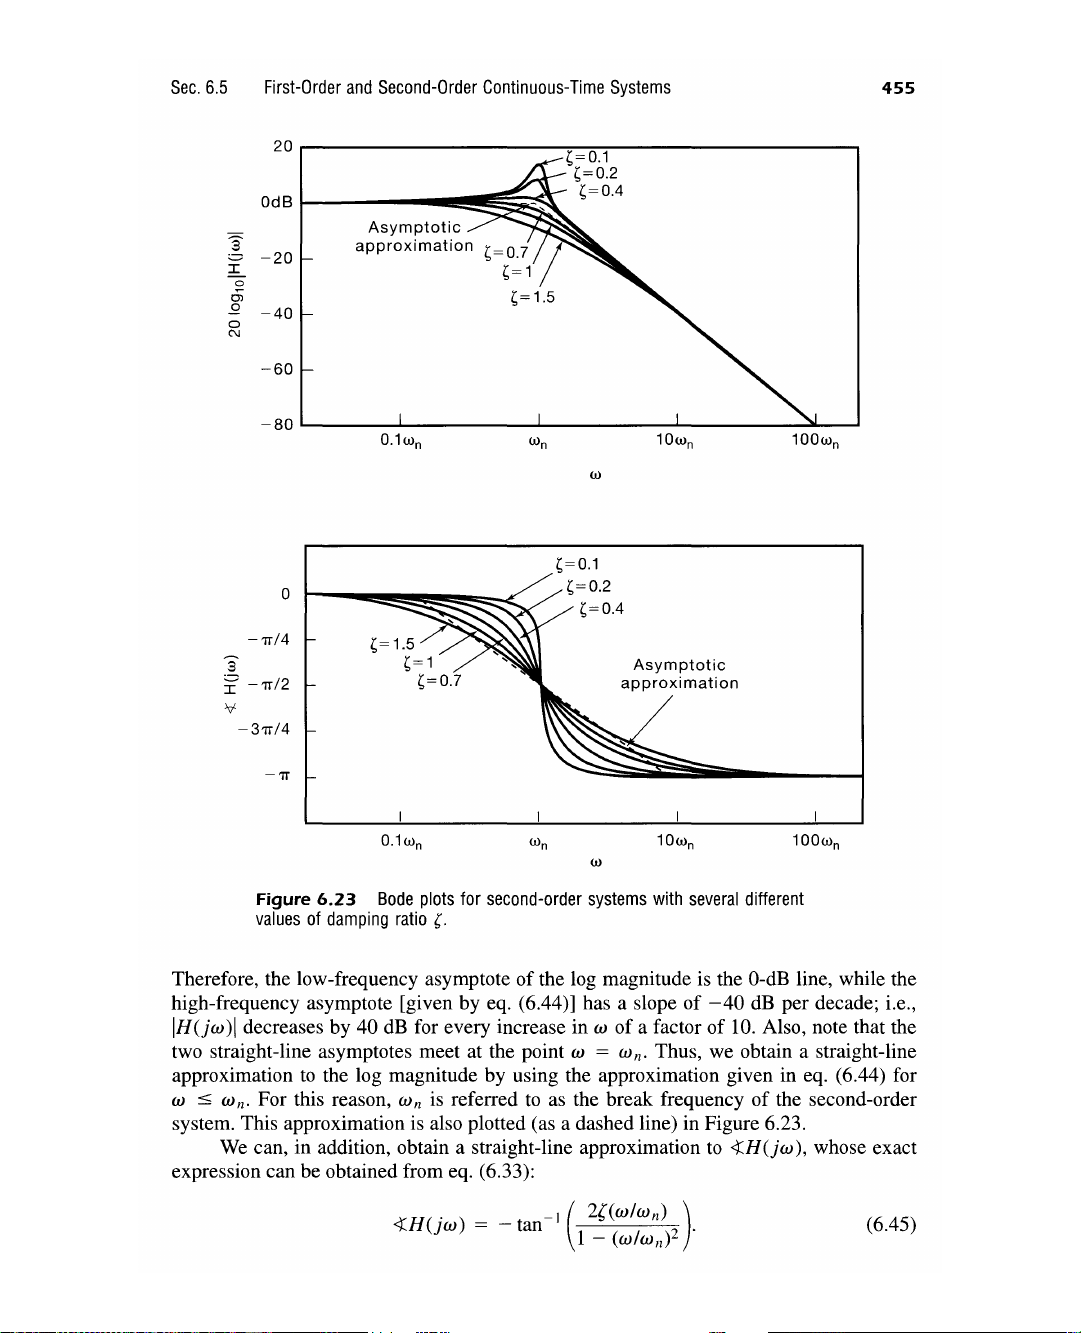 Sec. 6.5 First-Order and Second-Order Continuous-Time Systems 455
20
0dB
−20
−40
−60
−80
20 log₁₀|H(jω)|
ζ=0.1
ζ=0.2
ζ=0.4
Asymptotic
approximation
ζ=0.7
ζ=1
ζ=1.5
0.1ωₙ ωₙ 10ωₙ 100ωₙ
ω
0
−π/4
−π/2
−3π/4
−π
∢ H(jω)
ζ=0.1
ζ=0.2
ζ=0.4
ζ=1.5
ζ=1
ζ=0.7
Asymptotic
approximation
0.1ωₙ ωₙ 10ωₙ 100ωₙ
ω
Figure 6.23 Bode plots for second-order systems with several different
values of damping ratio ζ.
Therefore, the low-frequency asymptote of the log magnitude is the 0-dB line, while the
high-frequency asymptote [given by eq. (6.44)] has a slope of −40 dB per decade; i.e.,
|H(jω)| decreases by 40 dB for every increase in ω of a factor of 10. Also, note that the
two straight-line asymptotes meet at the point ω = ωₙ. Thus, we obtain a straight-line
approximation to the log magnitude by using the approximation given in eq. (6.44) for
ω ≤ ωₙ. For this reason, ωₙ is referred to as the break frequency of the second-order
system. This approximation is also plotted (as a dashed line) in Figure 6.23.
We can, in addition, obtain a straight-line approximation to ∢H(jω), whose exact
expression can be obtained from eq. (6.33):
∢H(jω) = − tan⁻¹ ( 2ζ(ω/ωₙ) / 1 − (ω/ωₙ)² ). (6.45)